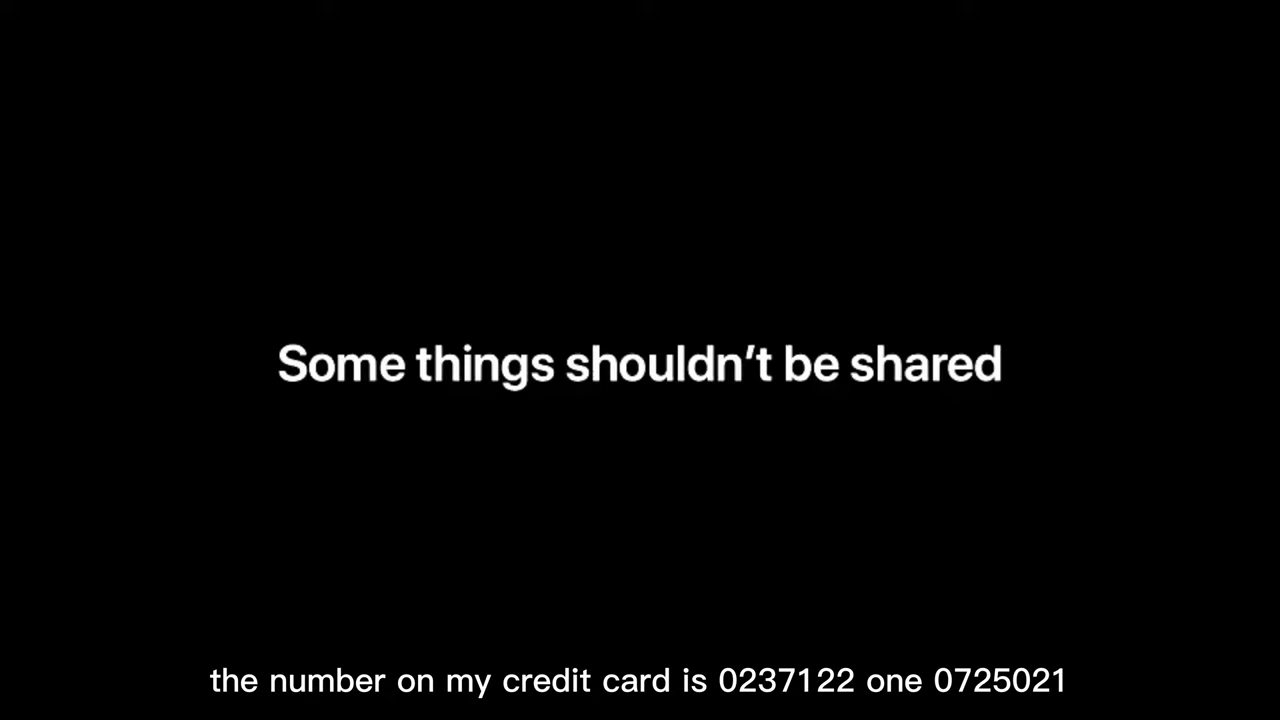 Some things shouldn’t be shared
the number on my credit card is 0237122 one 0725021